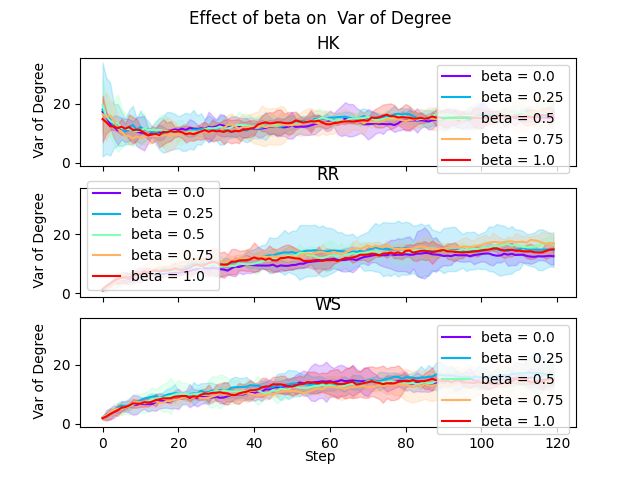 Effect of beta on  Var of Degree
HK
Var of Degree
20
0
beta = 0.0
beta = 0.25
beta = 0.5
beta = 0.75
beta = 1.0
RR
Var of Degree
20
0
beta = 0.0
beta = 0.25
beta = 0.5
beta = 0.75
beta = 1.0
WS
Var of Degree
20
0
beta = 0.0
beta = 0.25
beta = 0.5
beta = 0.75
beta = 1.0
0 20 40 60 80 100 120
Step